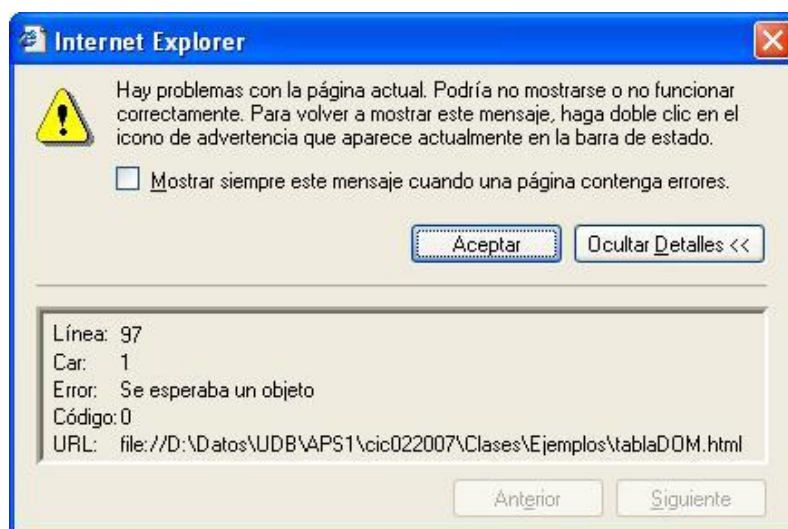 Internet Explorer
Hay problemas con la página actual. Podría no mostrarse o no funcionar
correctamente. Para volver a mostrar este mensaje, haga doble clic en el
icono de advertencia que aparece actualmente en la barra de estado.
Mostrar siempre este mensaje cuando una página contenga errores.
Aceptar
Ocultar Detalles <<
Línea: 97
Car: 1
Error: Se esperaba un objeto
Código: 0
URL: file://D:\Datos\UDB\APS1\cic022007\Clases\Ejemplos\tablaDOM.html
Anterior
Siguiente